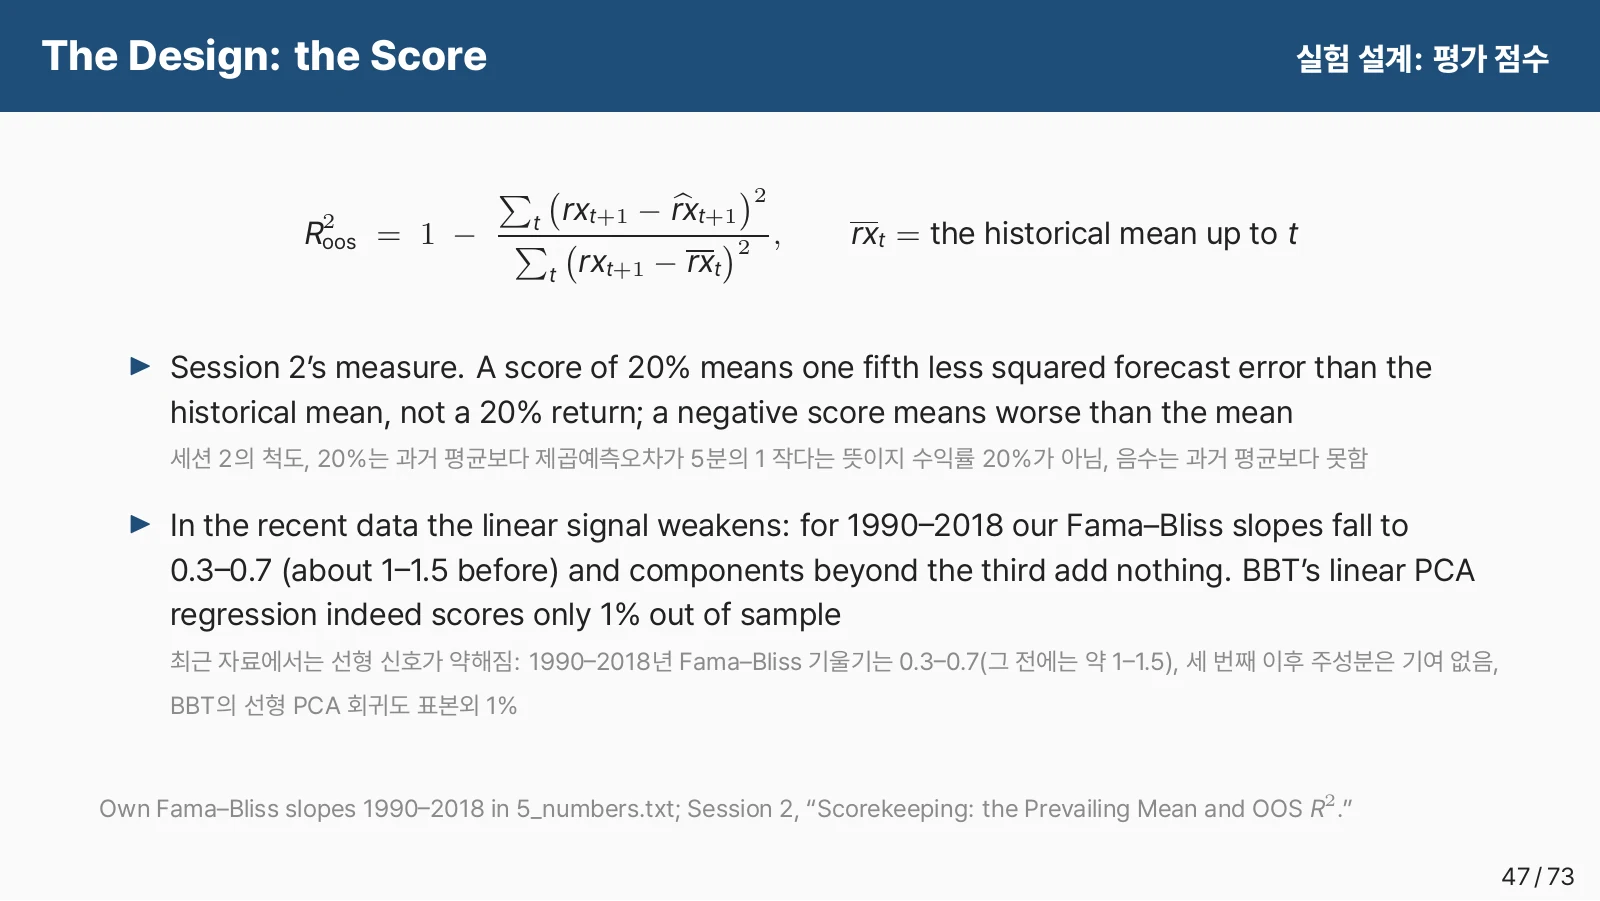 The Design: the Score
실험 설계: 평가 점수
R²oos = 1 − ∑t (rxt+1 − r̂xt+1)² / ∑t (rxt+1 − r̅x̅t)², r̅x̅t = the historical mean up to t
▶ Session 2’s measure. A score of 20% means one fifth less squared forecast error than the
historical mean, not a 20% return; a negative score means worse than the mean
세션 2의 척도, 20%는 과거 평균보다 제곱예측오차가 5분의 1 작다는 뜻이지 수익률 20%가 아님, 음수는 과거 평균보다 못함
▶ In the recent data the linear signal weakens: for 1990–2018 our Fama–Bliss slopes fall to
0.3–0.7 (about 1–1.5 before) and components beyond the third add nothing. BBT’s linear PCA
regression indeed scores only 1% out of sample
최근 자료에서는 선형 신호가 약해짐: 1990–2018년 Fama–Bliss 기울기는 0.3–0.7(그 전에는 약 1–1.5), 세 번째 이후 주성분은 기여 없음,
BBT의 선형 PCA 회귀도 표본외 1%
Own Fama–Bliss slopes 1990–2018 in 5_numbers.txt; Session 2, “Scorekeeping: the Prevailing Mean and OOS R².”
47 / 73